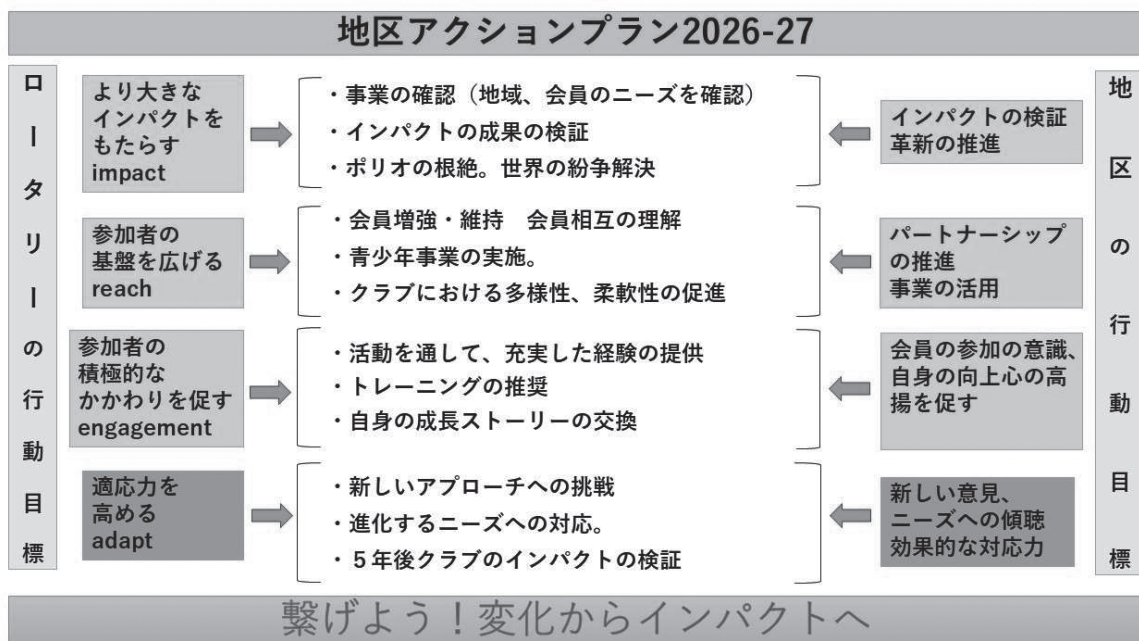 地区アクションプラン2026-27
ロータリーの行動目標
より大きな
インパクトを
もたらす
impact
・事業の確認（地域、会員のニーズを確認）
・インパクトの成果の検証
・ポリオの根絶。世界の紛争解決
インパクトの検証
革新の推進
参加者の
基盤を広げる
reach
・会員増強・維持　会員相互の理解
・青少年事業の実施。
・クラブにおける多様性、柔軟性の促進
パートナーシップ
の推進
事業の活用
参加者の
積極的な
かかわりを促す
engagement
・活動を通して、充実した経験の提供
・トレーニングの推奨
・自身の成長ストーリーの交換
会員の参加の意識、
自身の向上心の高
揚を促す
適応力を
高める
adapt
・新しいアプローチへの挑戦
・進化するニーズへの対応。
・５年後クラブのインパクトの検証
新しい意見、
ニーズへの傾聴
効果的な対応力
地区の行動目標
繋げよう！変化からインパクトへ